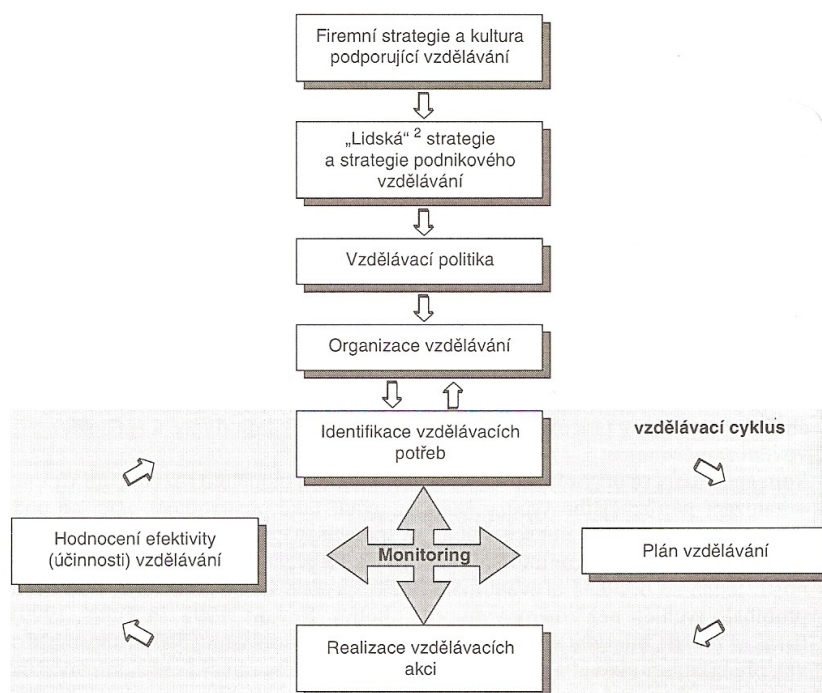 Firemní strategie a kultura
podporující vzdělávání
„Lidská“ ² strategie
a strategie podnikového
vzdělávání
Vzdělávací politika
Organizace vzdělávání
Identifikace vzdělávacích
potřeb
vzdělávací cyklus
Hodnocení efektivity
(účinnosti) vzdělávání
Monitoring
Plán vzdělávání
Realizace vzdělávacích
akci